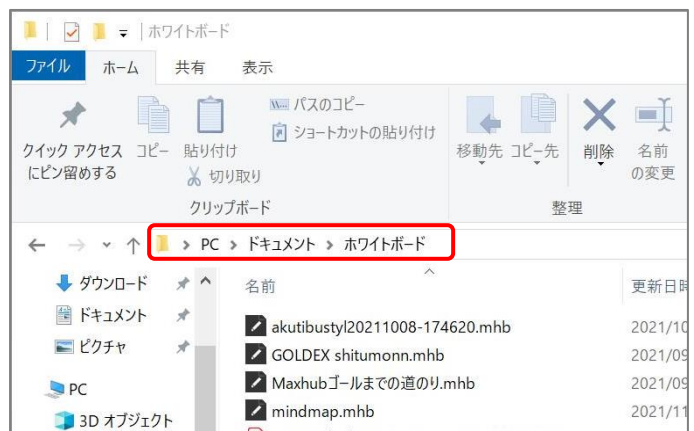 ホワイトボード
ファイル ホーム 共有 表示
クイック アクセス
にピン留めする
コピー
貼り付け
パスのコピー
ショートカットの貼り付け
切り取り
クリップボード
移動先 コピー先 削除 名前
の変更
整理
PC > ドキュメント > ホワイトボード
ダウンロード
ドキュメント
ピクチャ
PC
3D オブジェクト
名前 更新日時
akutibustyl20211008-174620.mhb 2021/10
GOLDEX shitumonn.mhb 2021/09
Maxhubゴールまでの道のり.mhb 2021/09
mindmap.mhb 2021/11